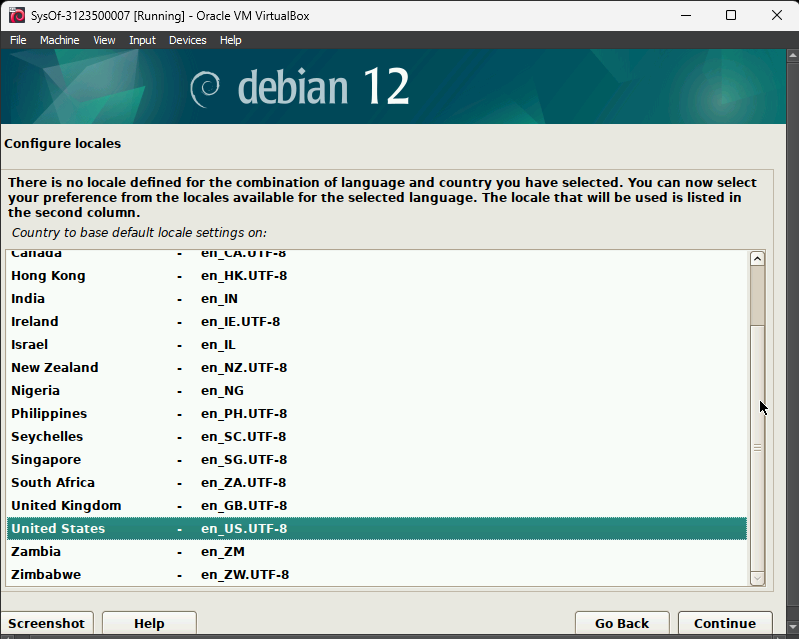 SysOf-3123500007 [Running] - Oracle VM VirtualBox
File Machine View Input Devices Help
debian 12
Configure locales
There is no locale defined for the combination of language and country you have selected. You can now select
your preference from the locales available for the selected language. The locale that will be used is listed in
the second column.
Country to base default locale settings on:
Canada - en_CA.UTF-8
Hong Kong - en_HK.UTF-8
India - en_IN
Ireland - en_IE.UTF-8
Israel - en_IL
New Zealand - en_NZ.UTF-8
Nigeria - en_NG
Philippines - en_PH.UTF-8
Seychelles - en_SC.UTF-8
Singapore - en_SG.UTF-8
South Africa - en_ZA.UTF-8
United Kingdom - en_GB.UTF-8
United States - en_US.UTF-8
Zambia - en_ZM
Zimbabwe - en_ZW.UTF-8
Screenshot Help Go Back Continue